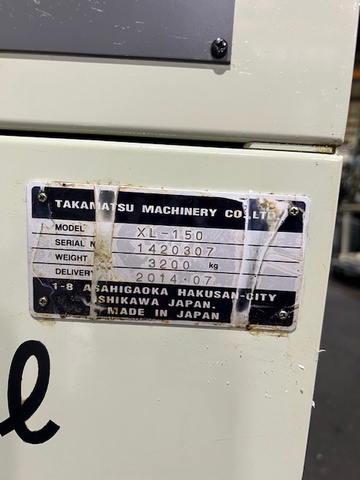 TAKAMATSU MACHINERY CO.,LTD.
MODEL XL-150
SERIAL N 1420307
WEIGHT 3200 kg
DELIVERY 2014.07
1-8 ASAHIGAOKA HAKUSAN-CITY
ISHIKAWA JAPAN.
MADE IN JAPAN
l